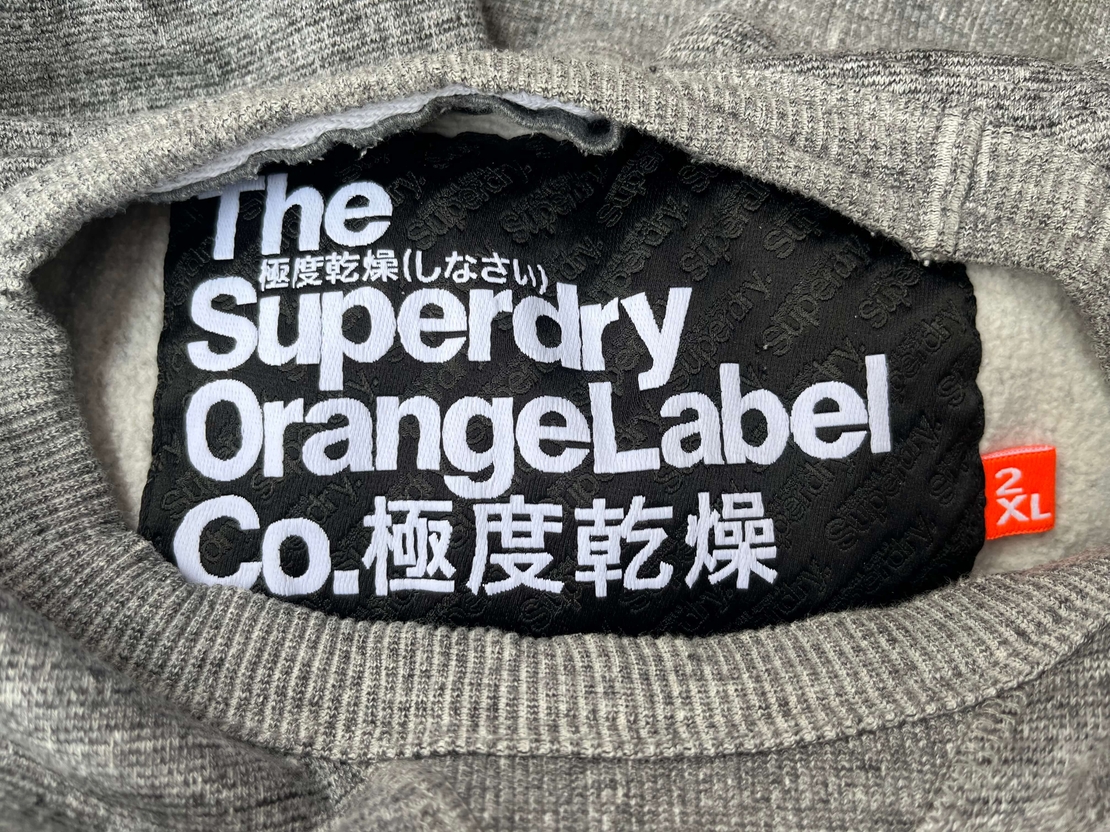 The
極度乾燥(しなさい)
Superdry
OrangeLabel
Co.極度乾燥
2
XL